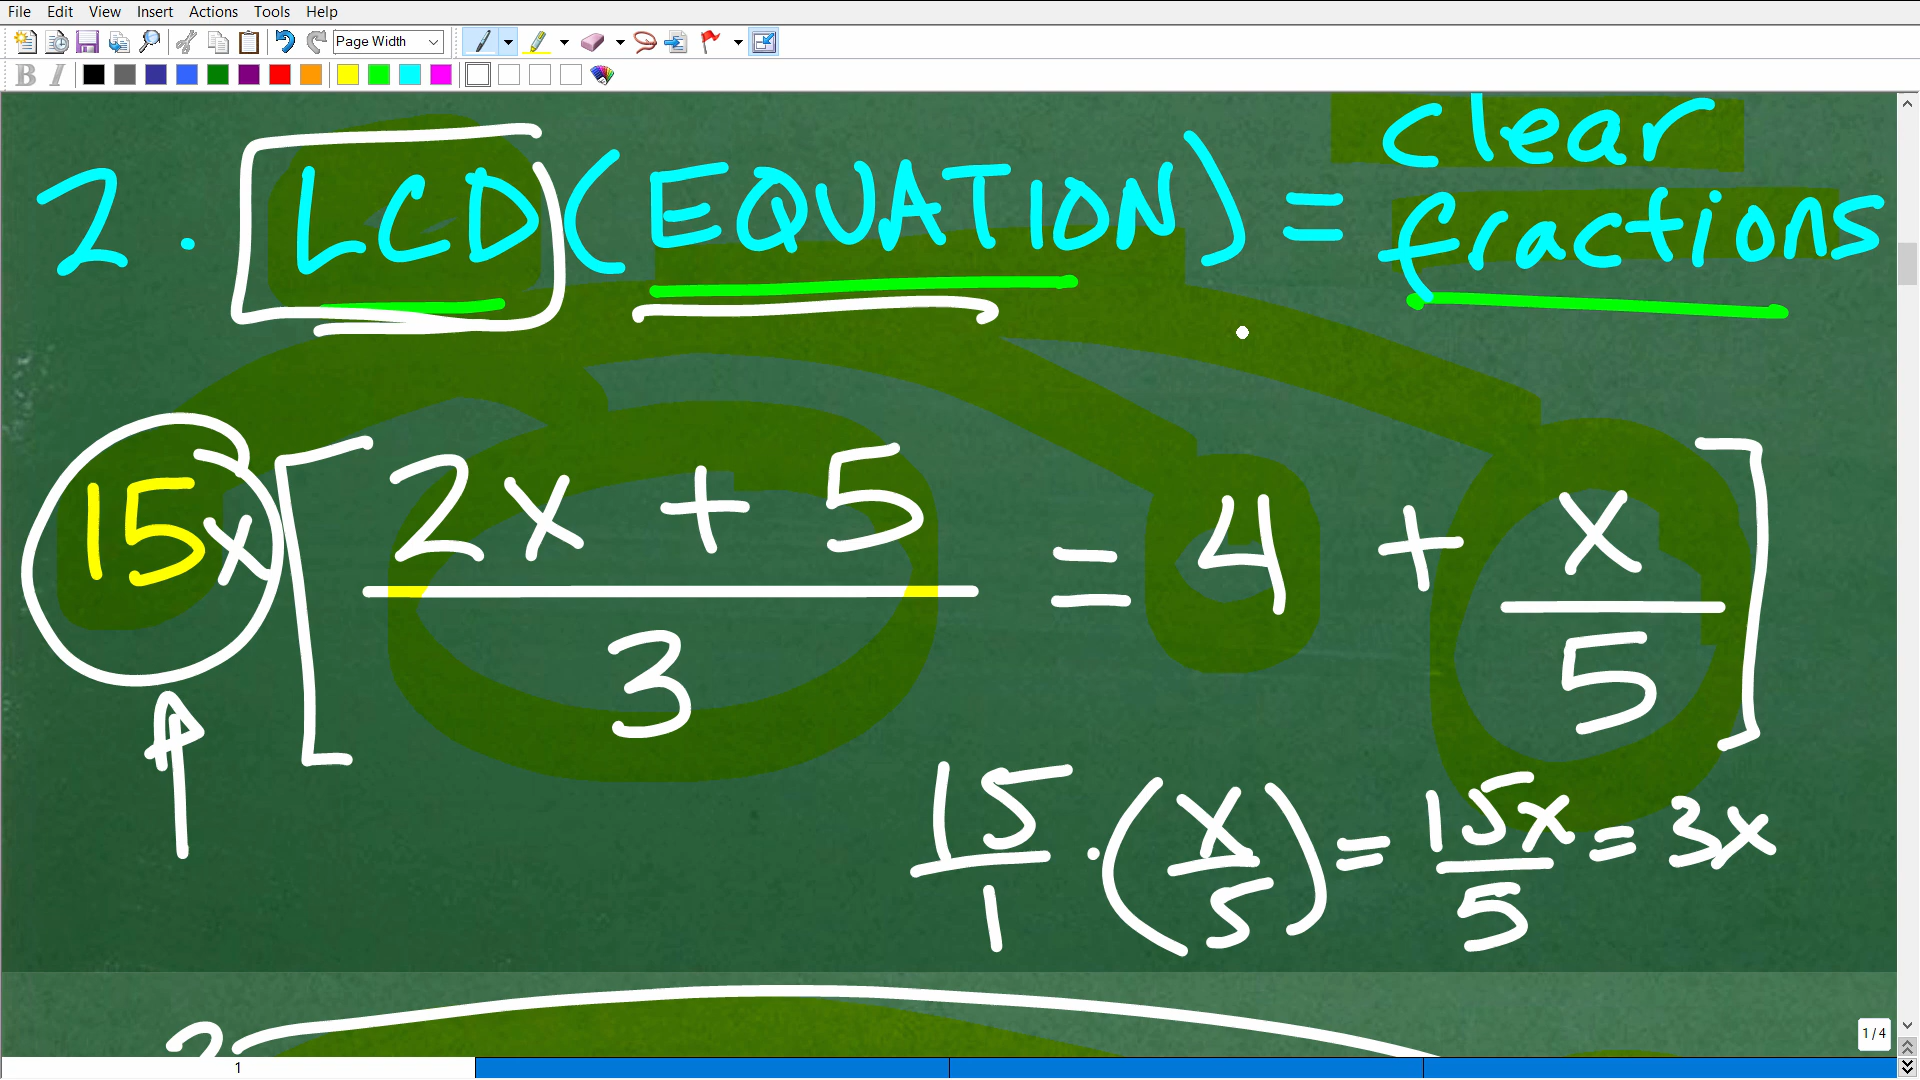 File Edit View Insert Actions Tools Help
Page Width
B I
clear
2. LCD (EQUATION) = fractions
15x [ 2x + 5 / 3 = 4 + x / 5 ]
15/1 · (x/5) = 15x/5 = 3x
1 / 4
1